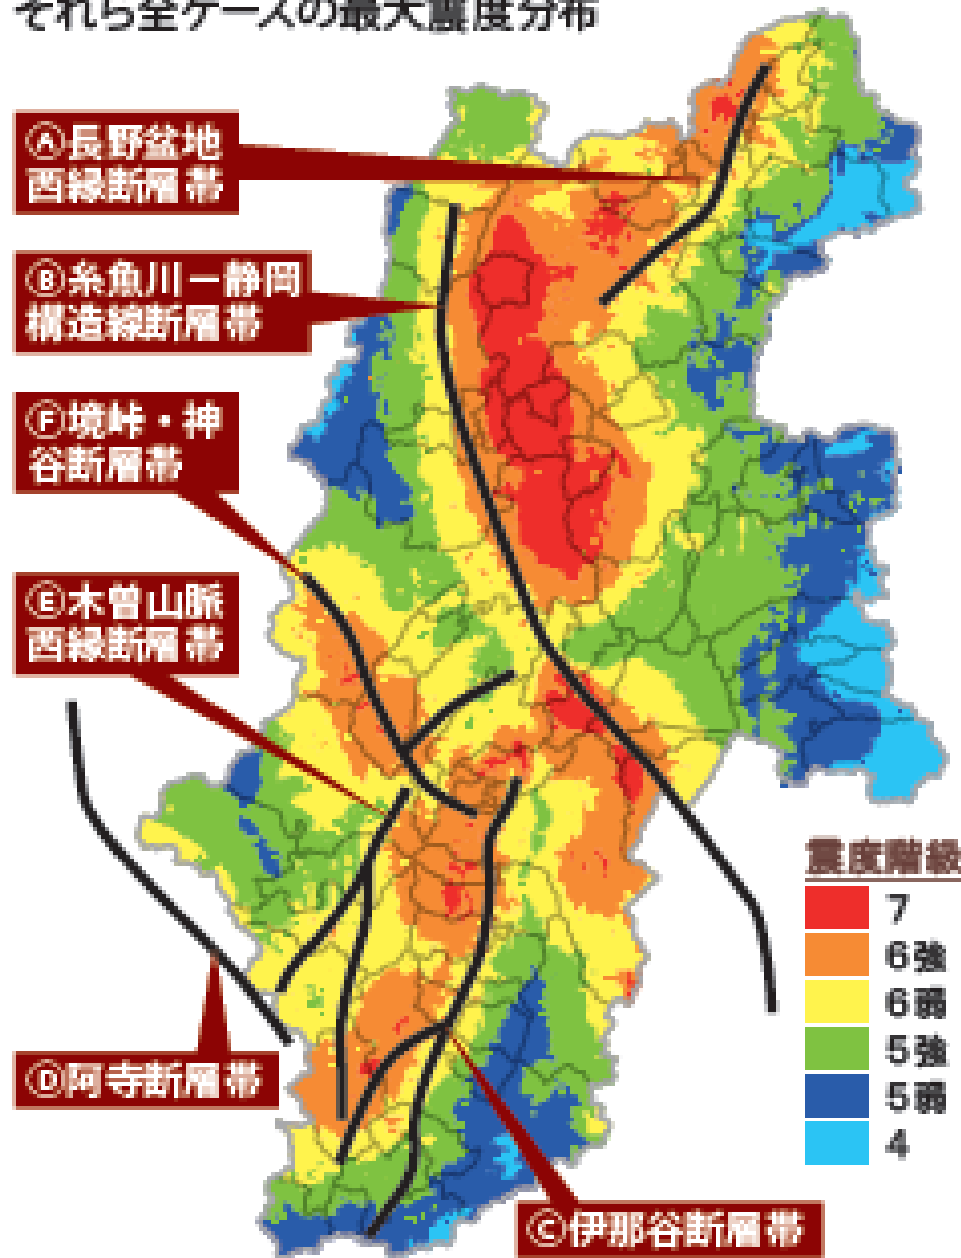 それら全ケースの最大震度分布
Ⓐ長野盆地
西縁断層帯
Ⓑ糸魚川－静岡
構造線断層帯
Ⓕ境峠・神
谷断層帯
Ⓔ木曽山脈
西縁断層帯
Ⓓ阿寺断層帯
Ⓒ伊那谷断層帯
震度階級
7
6強
6弱
5強
5弱
4